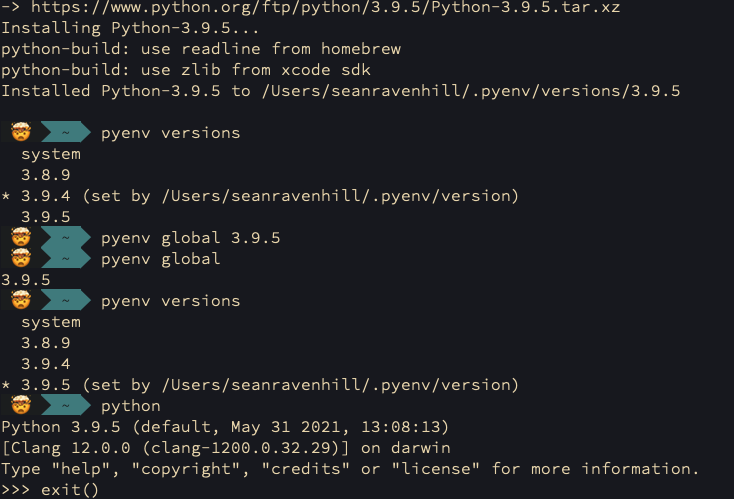 -> https://www.python.org/ftp/python/3.9.5/Python-3.9.5.tar.xz
Installing Python-3.9.5...
python-build: use readline from homebrew
python-build: use zlib from xcode sdk
Installed Python-3.9.5 to /Users/seanravenhill/.pyenv/versions/3.9.5
🤯 ~ pyenv versions
system
3.8.9
* 3.9.4 (set by /Users/seanravenhill/.pyenv/version)
3.9.5
🤯 ~ pyenv global 3.9.5
🤯 ~ pyenv global
3.9.5
🤯 ~ pyenv versions
system
3.8.9
3.9.4
* 3.9.5 (set by /Users/seanravenhill/.pyenv/version)
🤯 ~ python
Python 3.9.5 (default, May 31 2021, 13:08:13)
[Clang 12.0.0 (clang-1200.0.32.29)] on darwin
Type "help", "copyright", "credits" or "license" for more information.
>>> exit()